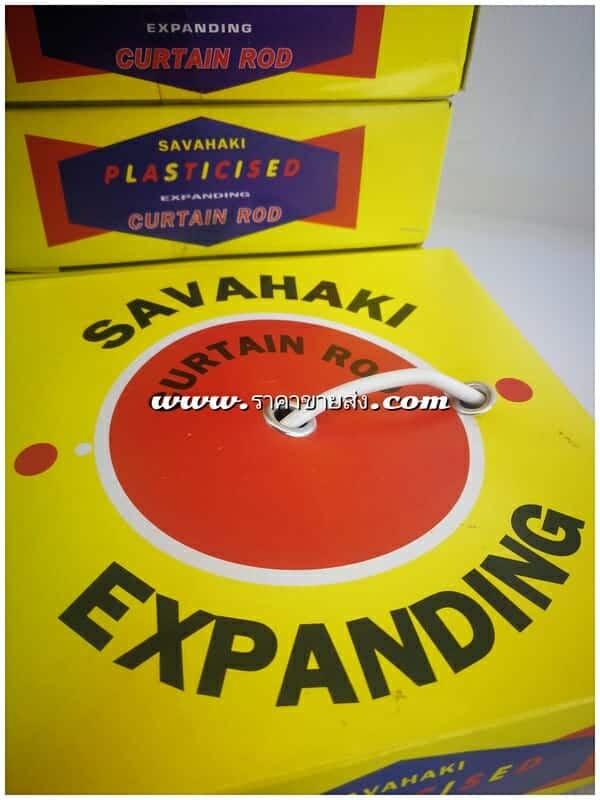 EXPANDING
CURTAIN ROD
SAVAHAKI
PLASTICISED
EXPANDING
CURTAIN ROD
SAVAHAKI
CURTAIN ROD
www.ราคาขายส่ง.com
EXPANDING
SAVAHAKI
PLASTICISED